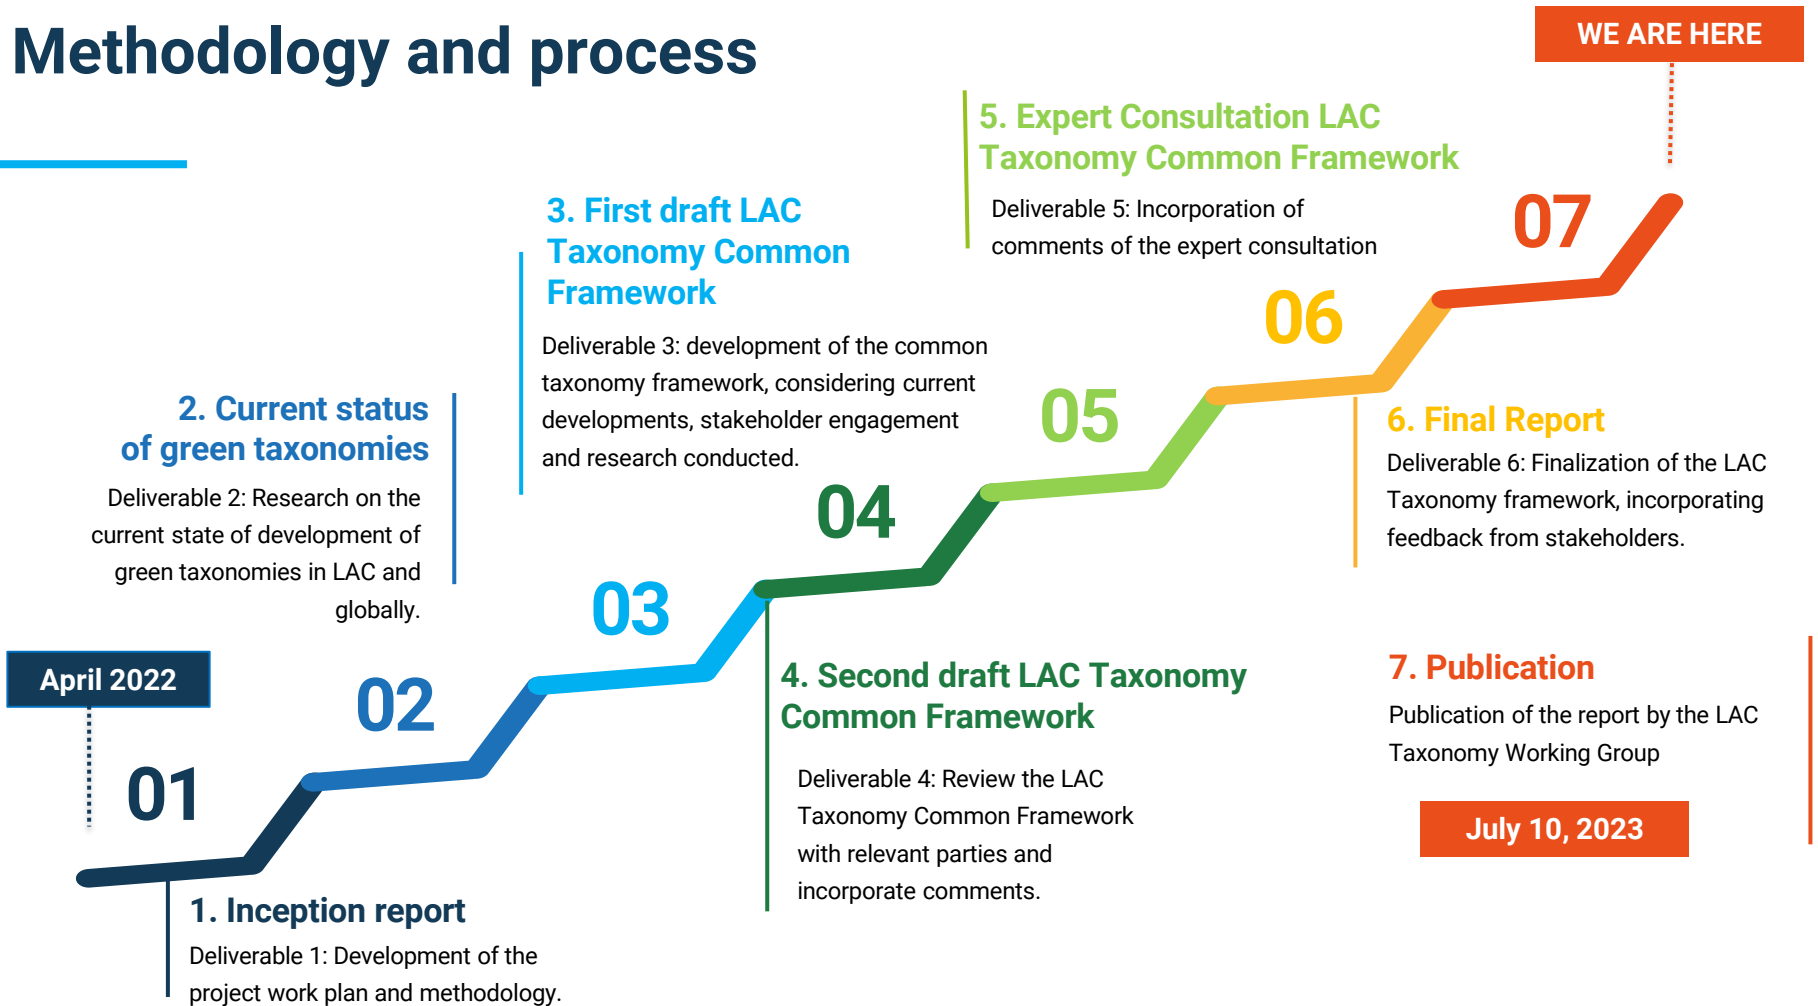 Methodology and process
WE ARE HERE
April 2022
01
1. Inception report
Deliverable 1: Development of the
project work plan and methodology.
02
2. Current status
of green taxonomies
Deliverable 2: Research on the
current state of development of
green taxonomies in LAC and
globally.
03
3. First draft LAC
Taxonomy Common
Framework
Deliverable 3: development of the common
taxonomy framework, considering current
developments, stakeholder engagement
and research conducted.
04
4. Second draft LAC Taxonomy
Common Framework
Deliverable 4: Review the LAC
Taxonomy Common Framework
with relevant parties and
incorporate comments.
05
5. Expert Consultation LAC
Taxonomy Common Framework
Deliverable 5: Incorporation of
comments of the expert consultation
06
6. Final Report
Deliverable 6: Finalization of the LAC
Taxonomy framework, incorporating
feedback from stakeholders.
07
7. Publication
Publication of the report by the LAC
Taxonomy Working Group
July 10, 2023